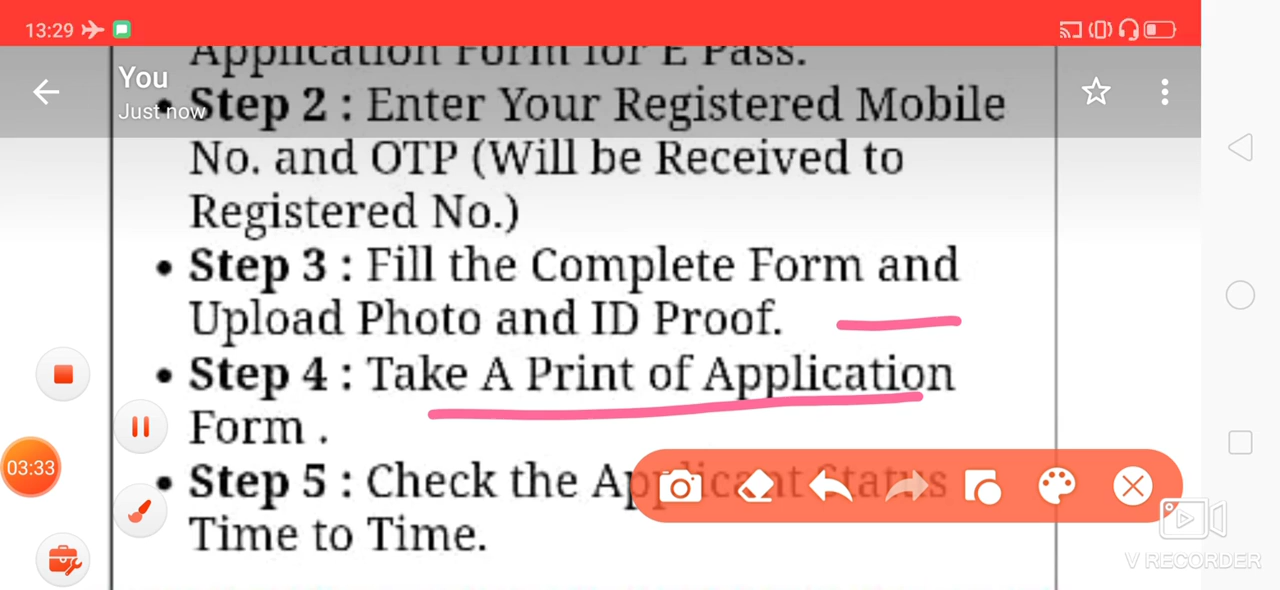 13:29
Application Form for E Pass.
You
Just now
• Step 2 : Enter Your Registered Mobile
No. and OTP (Will be Received to
Registered No.)
• Step 3 : Fill the Complete Form and
Upload Photo and ID Proof.
• Step 4 : Take A Print of Application
Form .
• Step 5 : Check the Applicant Status
Time to Time.
03:33
V RECORDER